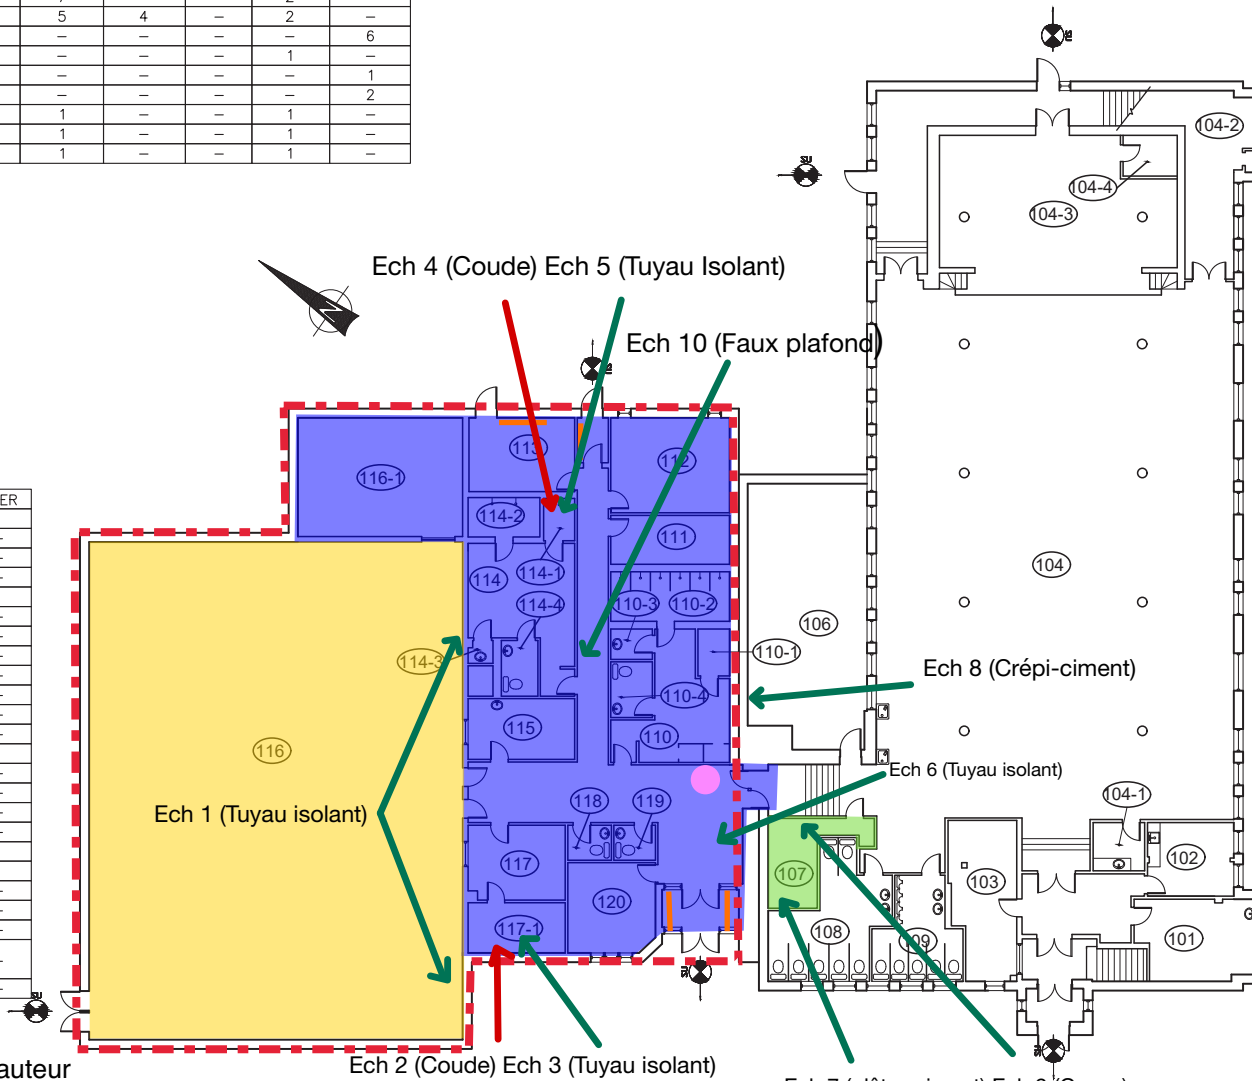 5 4 – 2 –
– – – – 6
– – – 1 –
– – – – 1
– – – – 2
1 – – 1 –
1 – – 1 –
1 – – 1 –
104-2
104-4
104-3
Ech 4 (Coude) Ech 5 (Tuyau Isolant)
Ech 10 (Faux plafond)
113
112
116-1
ER
114-2
111
104
114-1
114
114-4
110-3
110-2
106
110-1
114-3
Ech 8 (Crépi-ciment)
110-4
115
110
116
Ech 6 (Tuyau isolant)
118
119
104-1
Ech 1 (Tuyau isolant)
117
102
107
103
120
117-1
108
109
101
Ech 2 (Coude) Ech 3 (Tuyau isolant)
auteur